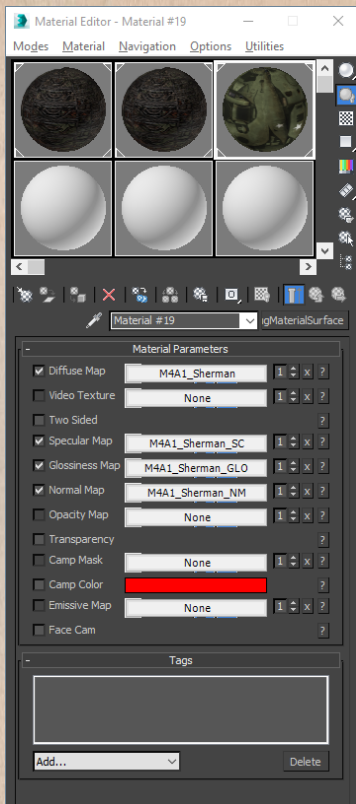 Material Editor - Material #19
Modes Material Navigation Options Utilities
Material #19 gMaterialSurface
- Material Parameters
Diffuse Map M4A1_Sherman 1 x ?
Video Texture None 1 x ?
Two Sided ?
Specular Map M4A1_Sherman_SC 1 x ?
Glossiness Map M4A1_Sherman_GLO 1 x ?
Normal Map M4A1_Sherman_NM 1 x ?
Opacity Map None 1 x ?
Transparency ?
Camp Mask None 1 x ?
Camp Color ?
Emissive Map None 1 x ?
Face Cam ?
- Tags
Add... Delete